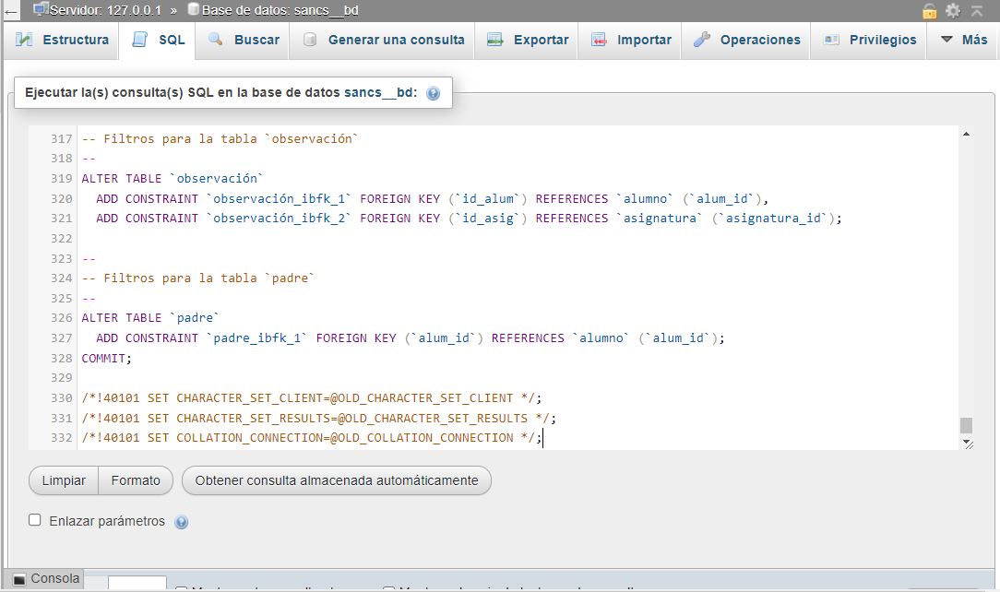 Servidor: 127.0.0.1 » Base de datos: sancs__bd
Estructura SQL Buscar Generar una consulta Exportar Importar Operaciones Privilegios Más
Ejecutar la(s) consulta(s) SQL en la base de datos sancs__bd:
317 -- Filtros para la tabla `observación`
318 --
319 ALTER TABLE `observación`
320 ADD CONSTRAINT `observación_ibfk_1` FOREIGN KEY (`id_alum`) REFERENCES `alumno` (`alum_id`),
321 ADD CONSTRAINT `observación_ibfk_2` FOREIGN KEY (`id_asig`) REFERENCES `asignatura` (`asignatura_id`);
322
323 --
324 -- Filtros para la tabla `padre`
325 --
326 ALTER TABLE `padre`
327 ADD CONSTRAINT `padre_ibfk_1` FOREIGN KEY (`alum_id`) REFERENCES `alumno` (`alum_id`);
328 COMMIT;
329
330 /*!40101 SET CHARACTER_SET_CLIENT=@OLD_CHARACTER_SET_CLIENT */;
331 /*!40101 SET CHARACTER_SET_RESULTS=@OLD_CHARACTER_SET_RESULTS */;
332 /*!40101 SET COLLATION_CONNECTION=@OLD_COLLATION_CONNECTION */;
Limpiar Formato Obtener consulta almacenada automáticamente
Enlazar parámetros
Consola